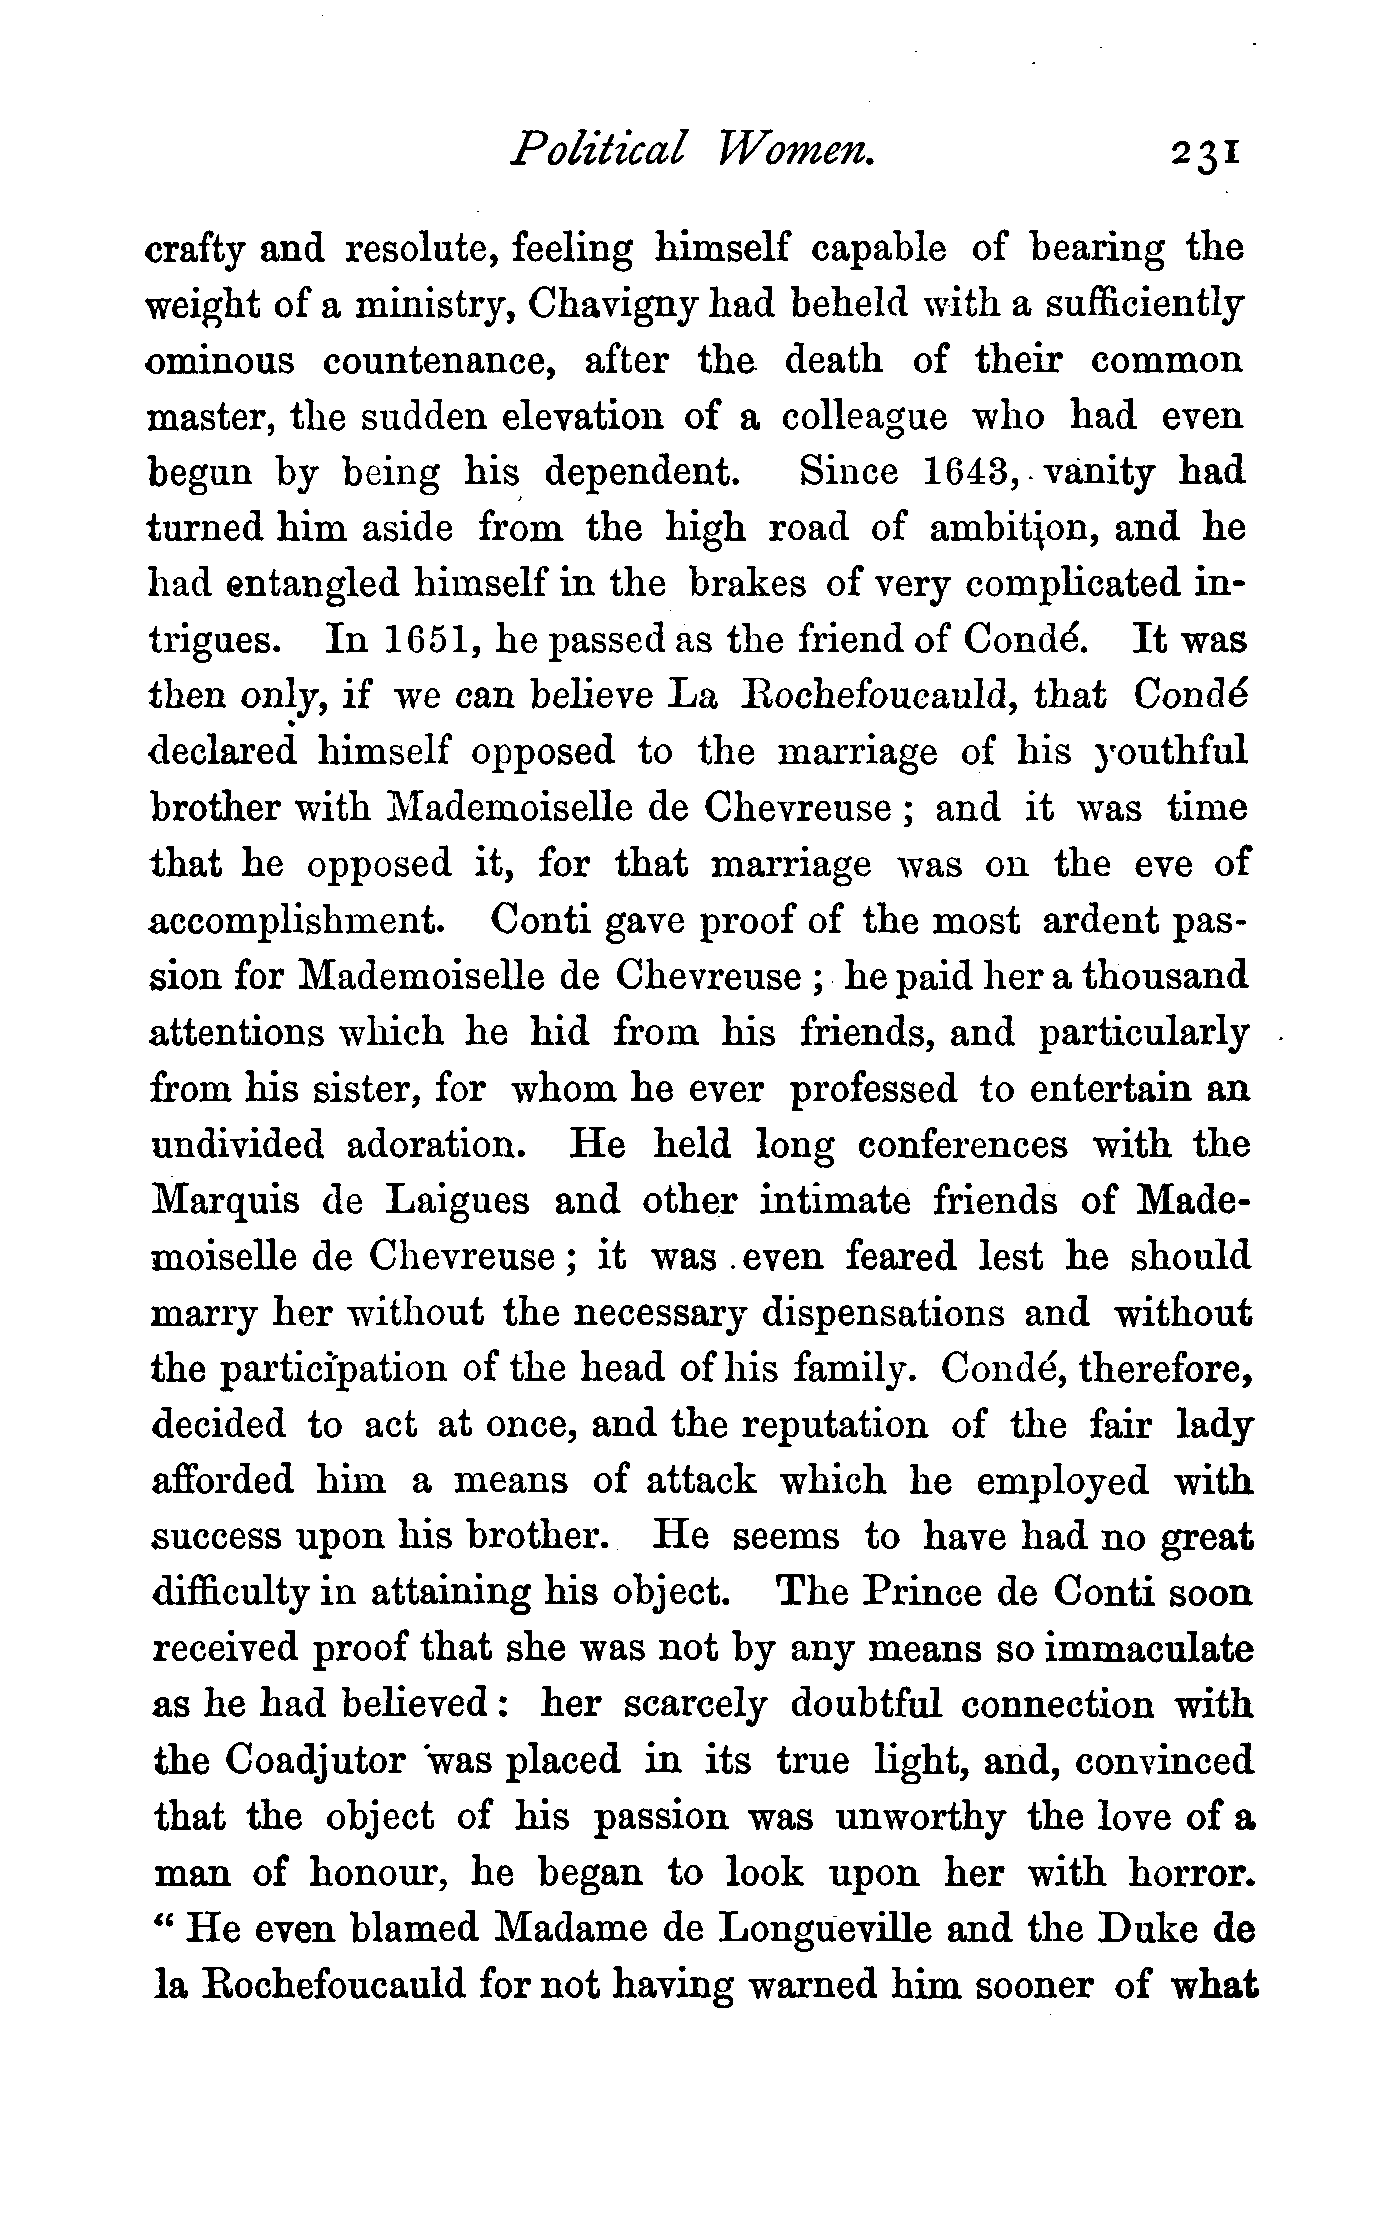 Political Women. 231
crafty and resolute, feeling himself capable of bearing the
weight of a ministry, Chavigny had beheld with a sufficiently
ominous countenance, after the death of their common
master, the sudden elevation of a colleague who had even
begun by being his dependent. Since 1643, vanity had
turned him aside from the high road of ambition, and he
had entangled himself in the brakes of very complicated in-
trigues. In 1651, he passed as the friend of Condé. It was
then only, if we can believe La Rochefoucauld, that Condé
declared himself opposed to the marriage of his youthful
brother with Mademoiselle de Chevreuse; and it was time
that he opposed it, for that marriage was on the eve of
accomplishment. Conti gave proof of the most ardent pas-
sion for Mademoiselle de Chevreuse; he paid her a thousand
attentions which he hid from his friends, and particularly
from his sister, for whom he ever professed to entertain an
undivided adoration. He held long conferences with the
Marquis de Laigues and other intimate friends of Made-
moiselle de Chevreuse; it was even feared lest he should
marry her without the necessary dispensations and without
the participation of the head of his family. Condé, therefore,
decided to act at once, and the reputation of the fair lady
afforded him a means of attack which he employed with
success upon his brother. He seems to have had no great
difficulty in attaining his object. The Prince de Conti soon
received proof that she was not by any means so immaculate
as he had believed: her scarcely doubtful connection with
the Coadjutor was placed in its true light, and, convinced
that the object of his passion was unworthy the love of a
man of honour, he began to look upon her with horror.
“He even blamed Madame de Longueville and the Duke de
la Rochefoucauld for not having warned him sooner of what